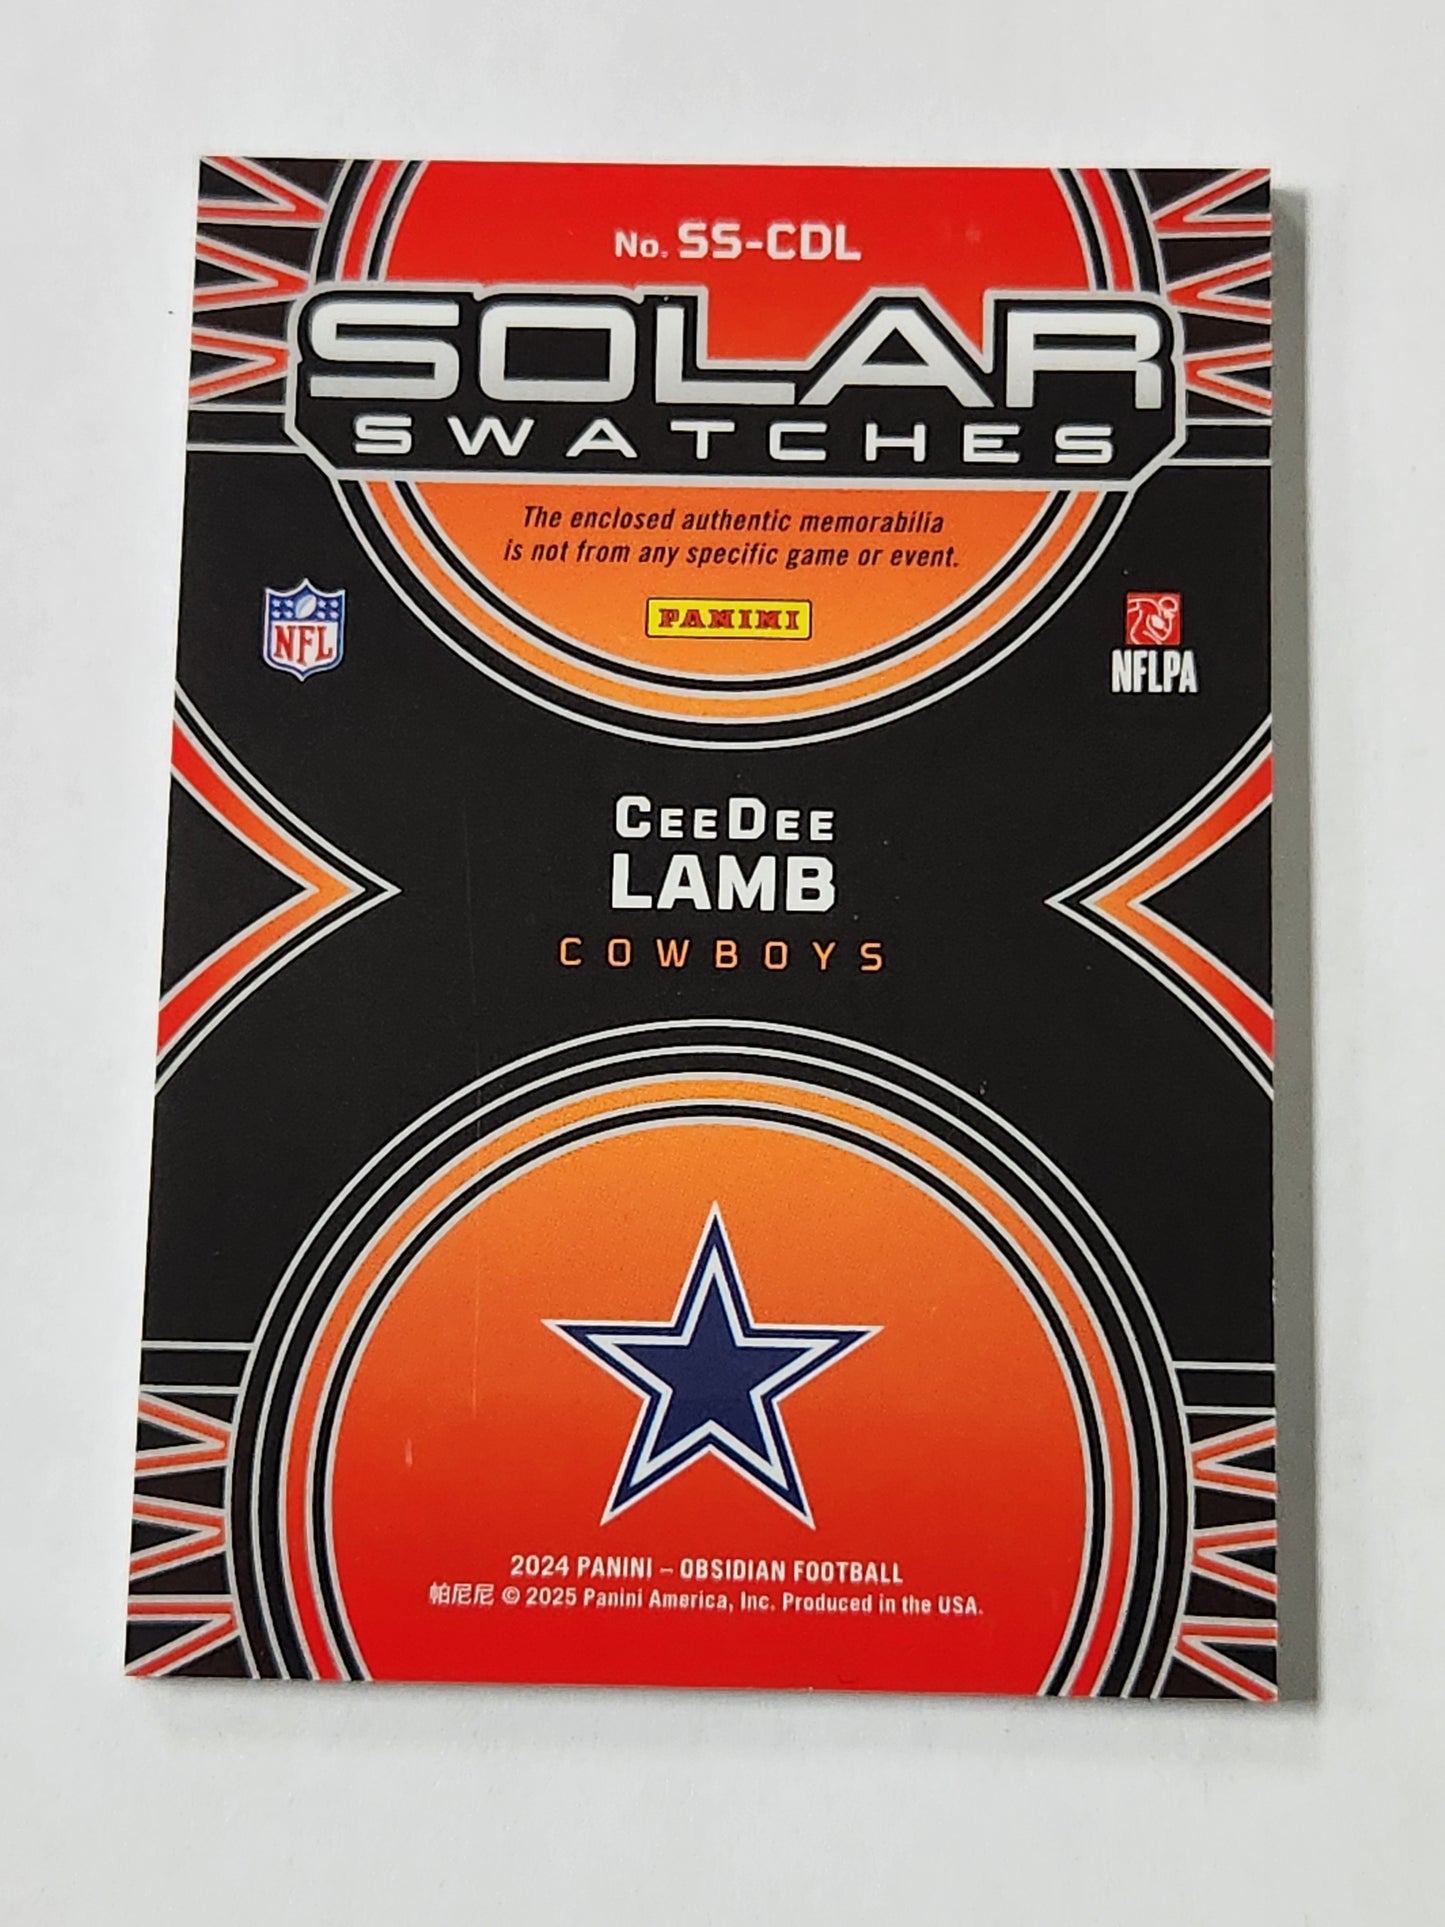 No. SS-CDL
SOLAR
SWATCHES
The enclosed authentic memorabilia
is not from any specific game or event.
PANINI
NFL
NFLPA
CEEDEE
LAMB
COWBOYS
2024 PANINI – OBSIDIAN FOOTBALL
帕尼尼 © 2025 Panini America, Inc. Produced in the USA.